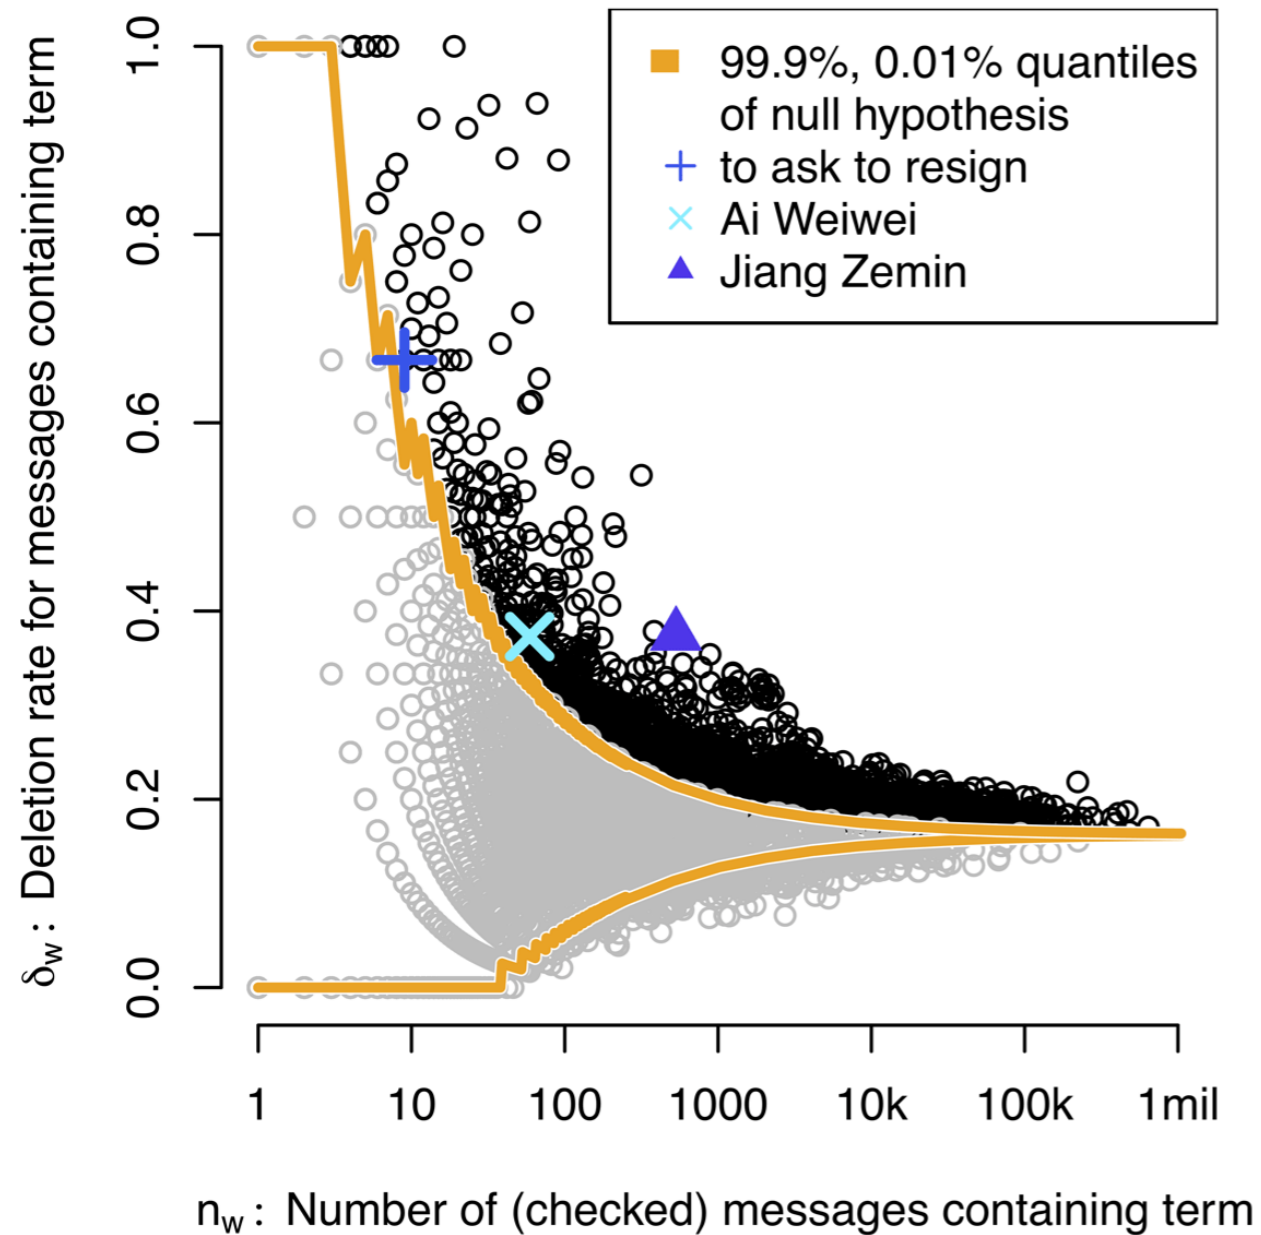 99.9%, 0.01% quantiles
of null hypothesis
to ask to resign
Ai Weiwei
Jiang Zemin
δw : Deletion rate for messages containing term
1.0
0.8
0.6
0.4
0.2
0.0
1 10 100 1000 10k 100k 1mil
nw : Number of (checked) messages containing term